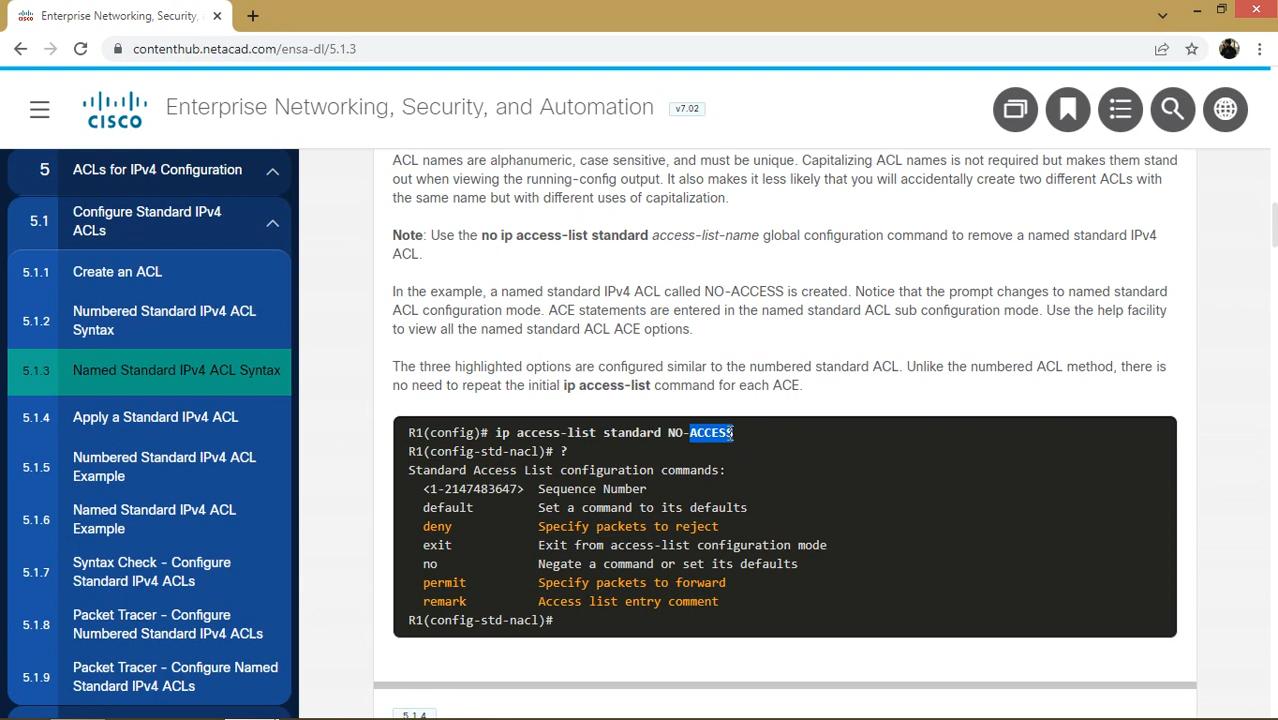 Enterprise Networking, Security,
contenthub.netacad.com/ensa-dl/5.1.3
CISCO
Enterprise Networking, Security, and Automation v7.02
5 ACLs for IPv4 Configuration
5.1 Configure Standard IPv4
ACLs
5.1.1 Create an ACL
5.1.2 Numbered Standard IPv4 ACL
Syntax
5.1.3 Named Standard IPv4 ACL Syntax
5.1.4 Apply a Standard IPv4 ACL
5.1.5 Numbered Standard IPv4 ACL
Example
5.1.6 Named Standard IPv4 ACL
Example
5.1.7 Syntax Check - Configure
Standard IPv4 ACLs
5.1.8 Packet Tracer - Configure
Numbered Standard IPv4 ACLs
5.1.9 Packet Tracer - Configure Named
Standard IPv4 ACLs
ACL names are alphanumeric, case sensitive, and must be unique. Capitalizing ACL names is not required but makes them stand
out when viewing the running-config output. It also makes it less likely that you will accidentally create two different ACLs with
the same name but with different uses of capitalization.
Note: Use the no ip access-list standard access-list-name global configuration command to remove a named standard IPv4
ACL.
In the example, a named standard IPv4 ACL called NO-ACCESS is created. Notice that the prompt changes to named standard
ACL configuration mode. ACE statements are entered in the named standard ACL sub configuration mode. Use the help facility
to view all the named standard ACL ACE options.
The three highlighted options are configured similar to the numbered standard ACL. Unlike the numbered ACL method, there is
no need to repeat the initial ip access-list command for each ACE.
R1(config)# ip access-list standard NO-ACCESS
R1(config-std-nacl)# ?
Standard Access List configuration commands:
<1-2147483647> Sequence Number
default Set a command to its defaults
deny Specify packets to reject
exit Exit from access-list configuration mode
no Negate a command or set its defaults
permit Specify packets to forward
remark Access list entry comment
R1(config-std-nacl)#
5.1.4